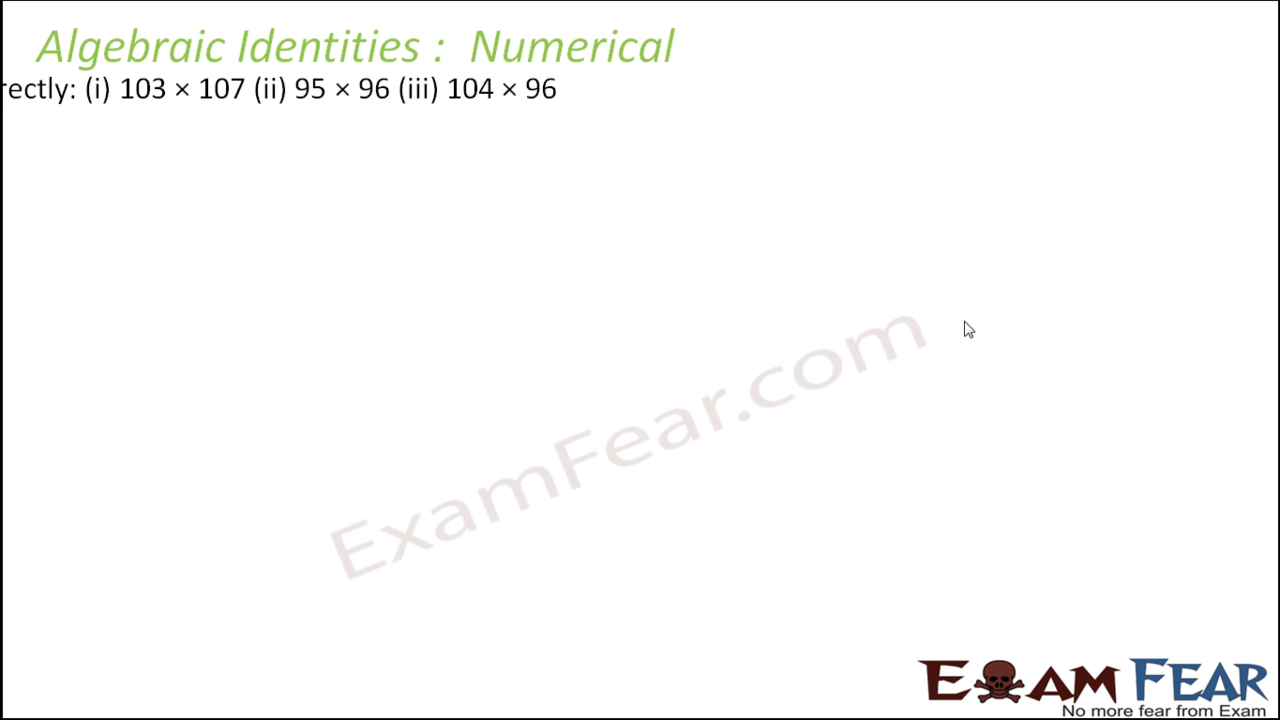 Algebraic Identities : Numerical
rectly: (i) 103 × 107 (ii) 95 × 96 (iii) 104 × 96
ExamFear.com
EXAM FEAR
No more fear from Exam